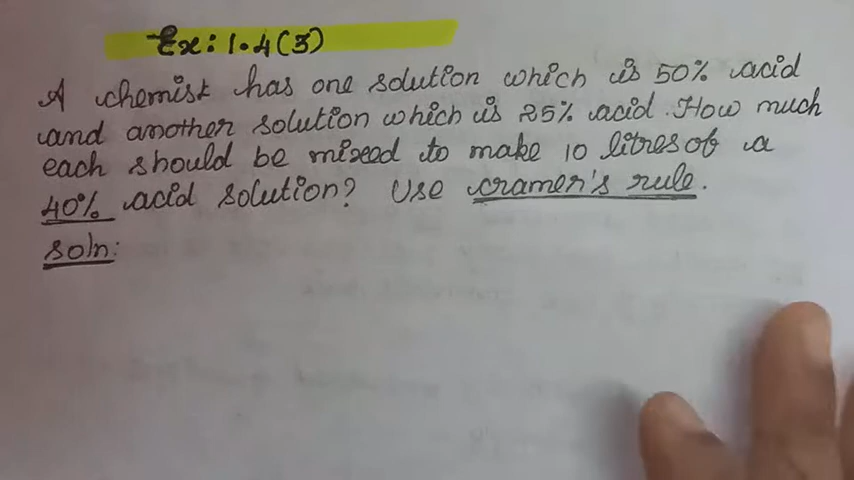 Ex: 1.4(3)
A chemist has one solution which is 50% acid
and another solution which is 25% acid. How much
each should be mixed to make 10 litres of a
40% acid solution? Use cramer's rule.
soln: